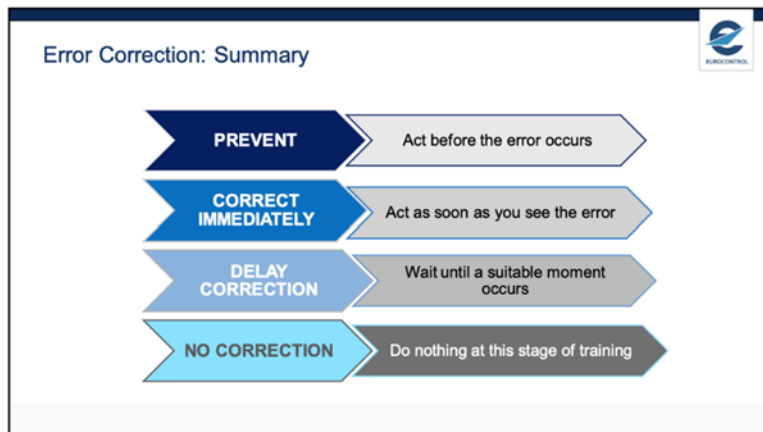 Error Correction: Summary
EUROCONTROL
PREVENT
Act before the error occurs
CORRECT
IMMEDIATELY
Act as soon as you see the error
DELAY
CORRECTION
Wait until a suitable moment
occurs
NO CORRECTION
Do nothing at this stage of training